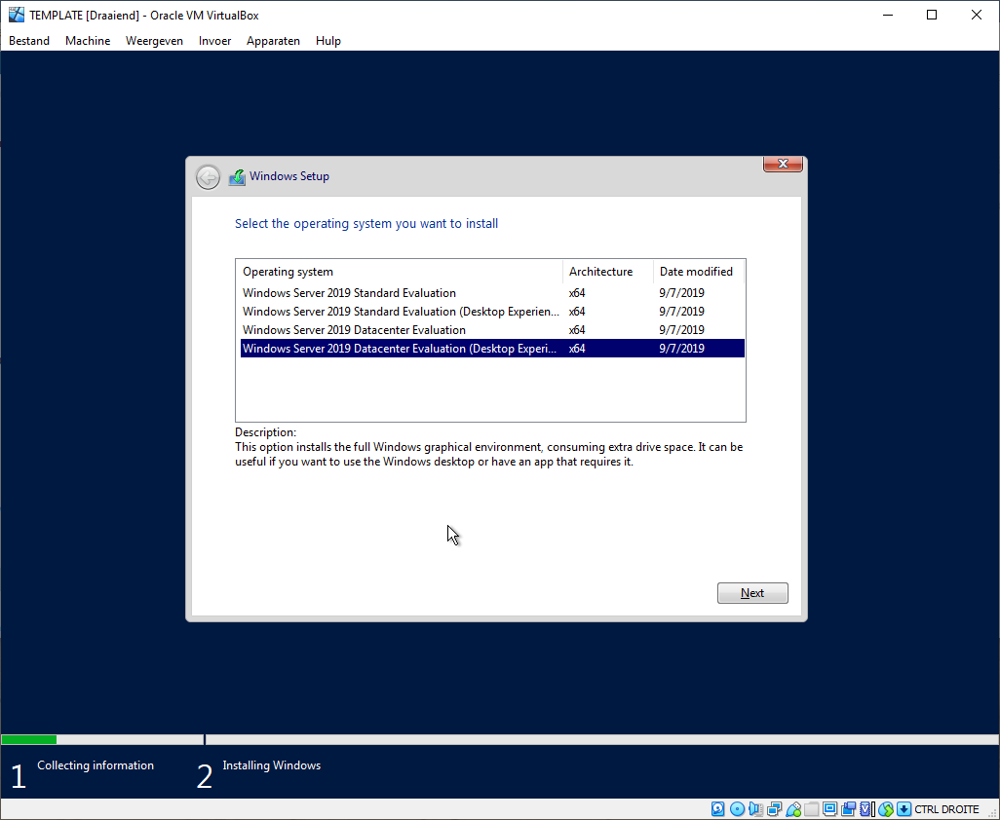 TEMPLATE [Draaiend] - Oracle VM VirtualBox
Bestand Machine Weergeven Invoer Apparaten Hulp
Windows Setup
Select the operating system you want to install
Operating system Architecture Date modified
Windows Server 2019 Standard Evaluation x64 9/7/2019
Windows Server 2019 Standard Evaluation (Desktop Experien... x64 9/7/2019
Windows Server 2019 Datacenter Evaluation x64 9/7/2019
Windows Server 2019 Datacenter Evaluation (Desktop Experi... x64 9/7/2019
Description:
This option installs the full Windows graphical environment, consuming extra drive space. It can be
useful if you want to use the Windows desktop or have an app that requires it.
Next
1 Collecting information 2 Installing Windows
CTRL DROITE